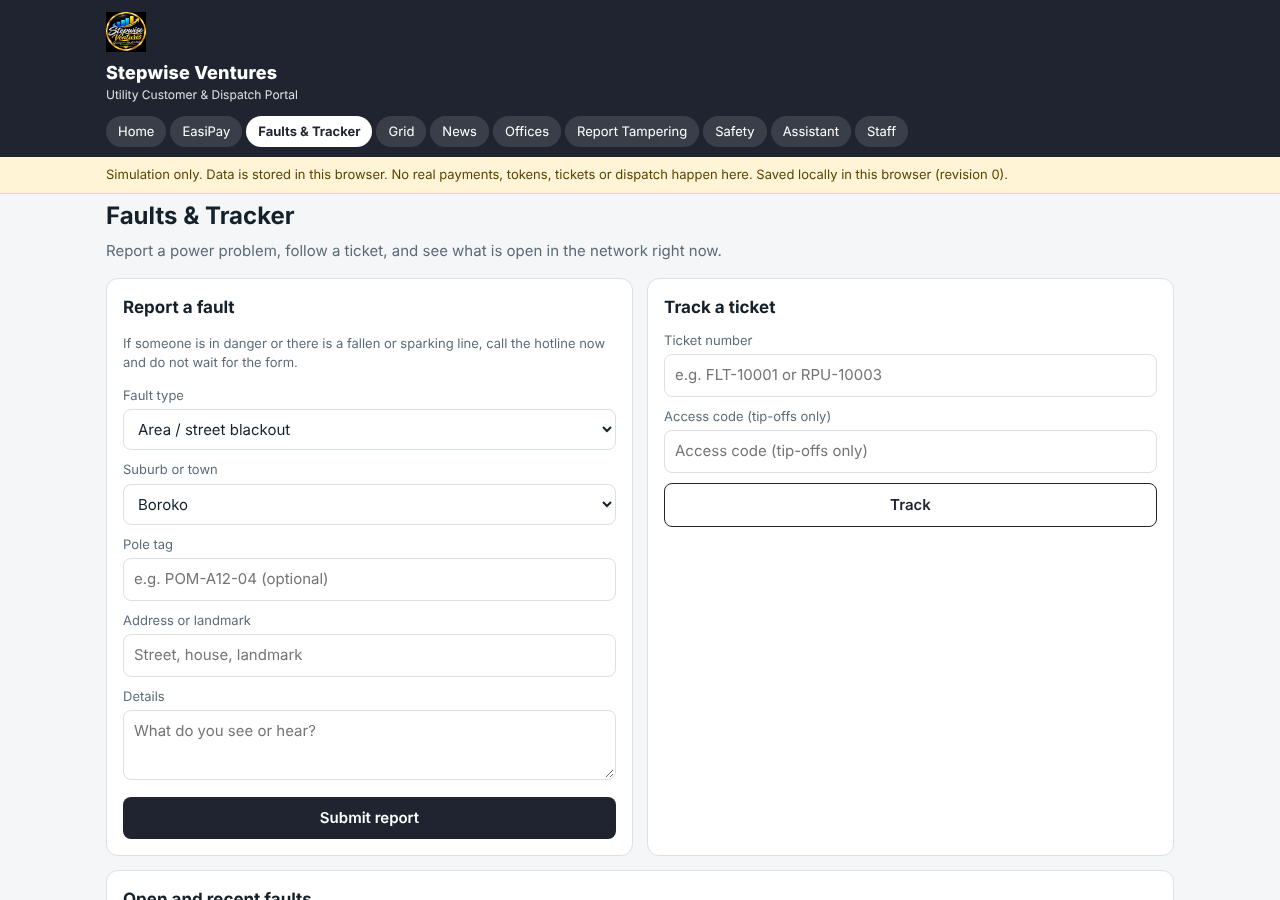 Stepwise
Ventures
Stepwise Ventures
Utility Customer & Dispatch Portal
Home
EasiPay
Faults & Tracker
Grid
News
Offices
Report Tampering
Safety
Assistant
Staff
Simulation only. Data is stored in this browser. No real payments, tokens, tickets or dispatch happen here. Saved locally in this browser (revision 0).
Faults & Tracker
Report a power problem, follow a ticket, and see what is open in the network right now.
Report a fault
If someone is in danger or there is a fallen or sparking line, call the hotline now
and do not wait for the form.
Fault type
Area / street blackout
Suburb or town
Boroko
Pole tag
e.g. POM-A12-04 (optional)
Address or landmark
Street, house, landmark
Details
What do you see or hear?
Submit report
Track a ticket
Ticket number
e.g. FLT-10001 or RPU-10003
Access code (tip-offs only)
Access code (tip-offs only)
Track
Open and recent faults